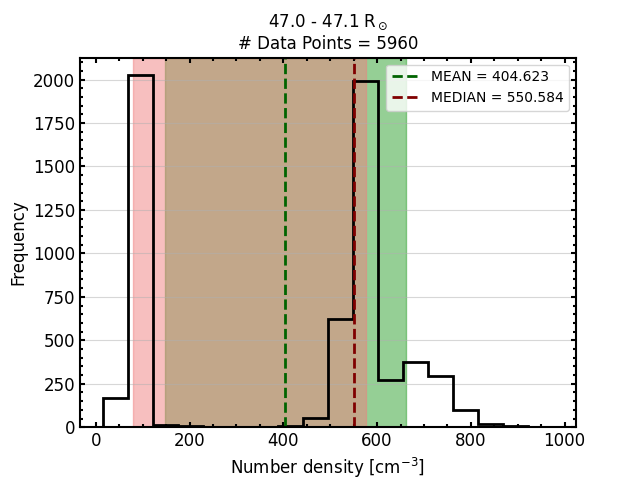 47.0 - 47.1 R⊙
# Data Points = 5960
MEAN = 404.623
MEDIAN = 550.584
2000
1750
1500
1250
1000
750
500
250
0
Frequency
0 200 400 600 800 1000
Number density [cm⁻³]